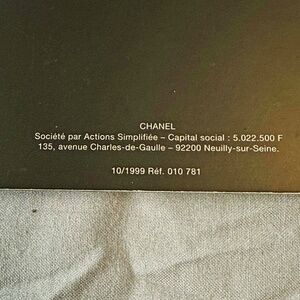 CHANEL
Société par Actions Simplifiée – Capital social : 5.022.500 F
135, avenue Charles-de-Gaulle – 92200 Neuilly-sur-Seine.
10/1999 Réf. 010 781